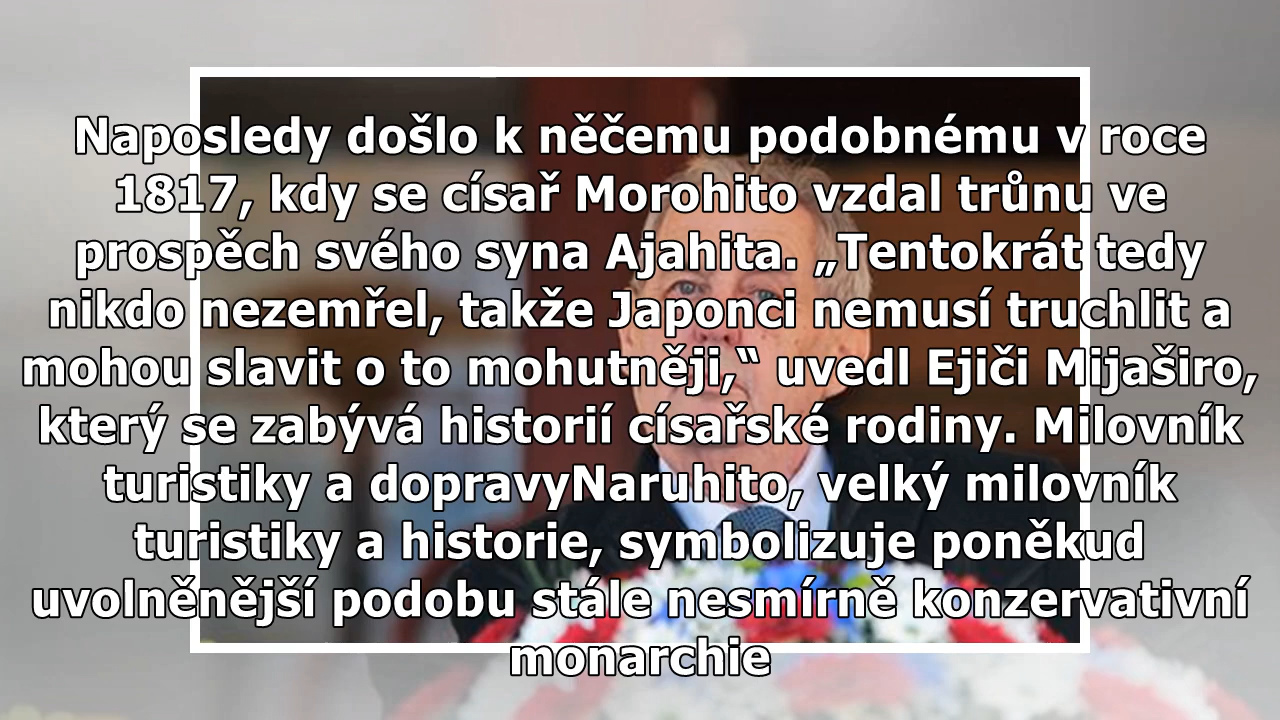 Naposledy došlo k něčemu podobnému v roce
1817, kdy se císař Morohito vzdal trůnu ve
prospěch svého syna Ajahita. „Tentokrát tedy
nikdo nezemřel, takže Japonci nemusí truchlit a
mohou slavit o to mohutněji,“ uvedl Ejiči Mijaširo,
který se zabývá historií císařské rodiny. Milovník
turistiky a dopravyNaruhito, velký milovník
turistiky a historie, symbolizuje poněkud
uvolněnější podobu stále nesmírně konzervativní
monarchie